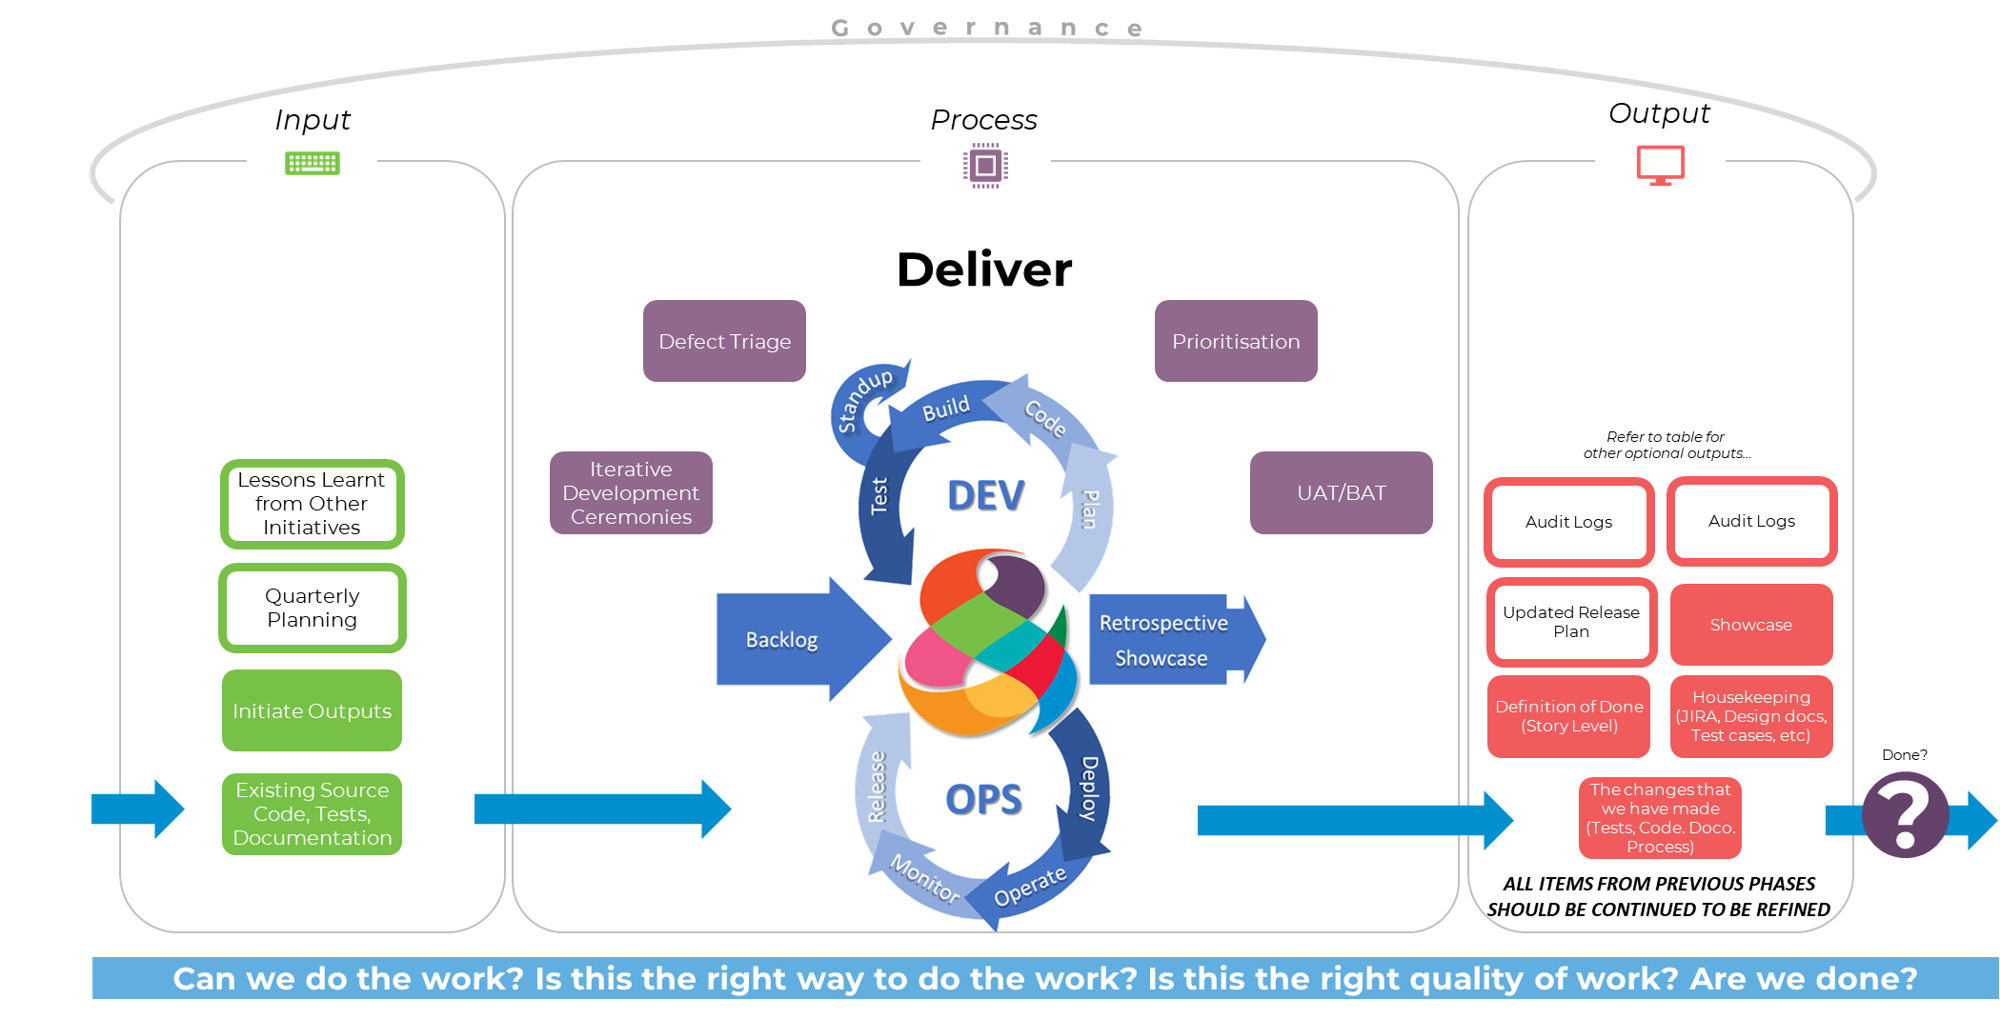 Governance
Input
Process
Output
Deliver
Lessons Learnt
from Other
Initiatives
Quarterly
Planning
Initiate Outputs
Existing Source
Code, Tests,
Documentation
Defect Triage
Prioritisation
Iterative
Development
Ceremonies
UAT/BAT
Standup
Build
Code
Plan
Test
DEV
Backlog
Retrospective
Showcase
Release
Deploy
OPS
Monitor
Operate
Refer to table for
other optional outputs...
Audit Logs
Audit Logs
Updated Release
Plan
Showcase
Definition of Done
(Story Level)
Housekeeping
(JIRA, Design docs,
Test cases, etc)
The changes that
we have made
(Tests, Code. Doco.
Process)
ALL ITEMS FROM PREVIOUS PHASES
SHOULD BE CONTINUED TO BE REFINED
Done?
?
Can we do the work? Is this the right way to do the work? Is this the right quality of work? Are we done?